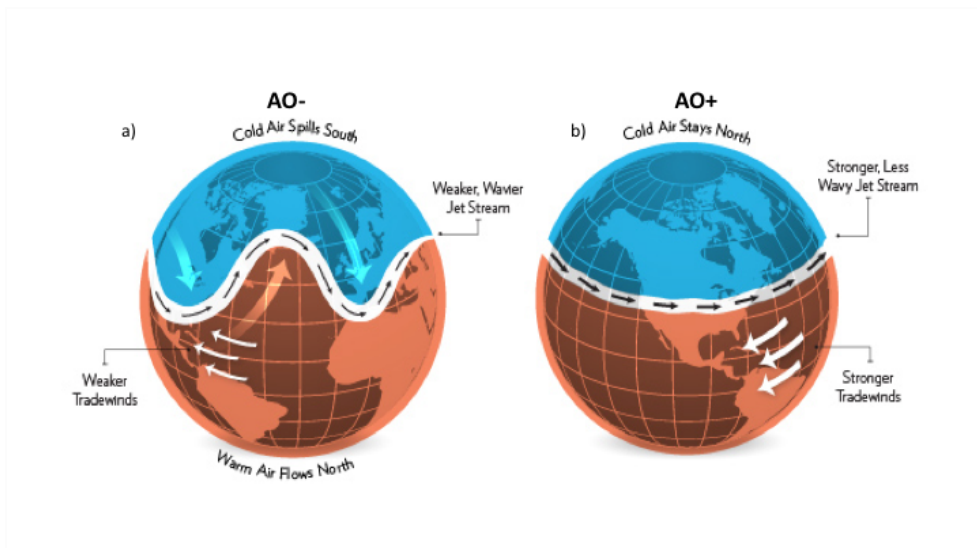 AO-
a)
Cold Air Spills South
Weaker, Wavier
Jet Stream
Weaker
Tradewinds
Warm Air Flows North
AO+
b)
Cold Air Stays North
Stronger, Less
Wavy Jet Stream
Stronger
Tradewinds